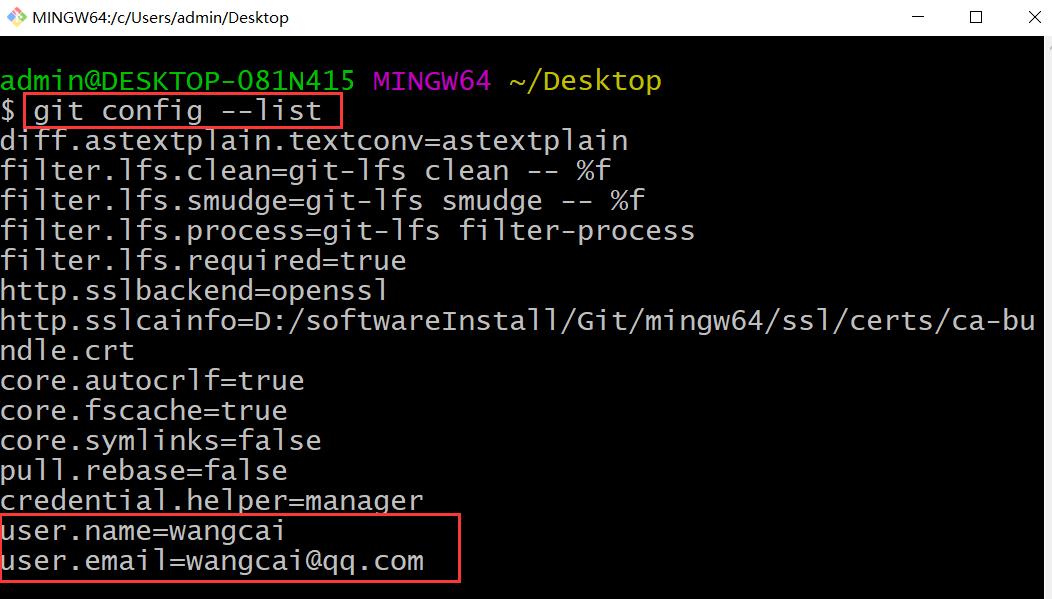 MINGW64:/c/Users/admin/Desktop
admin@DESKTOP-081N415 MINGW64 ~/Desktop
$ git config --list
diff.astextplain.textconv=astextplain
filter.lfs.clean=git-lfs clean -- %f
filter.lfs.smudge=git-lfs smudge -- %f
filter.lfs.process=git-lfs filter-process
filter.lfs.required=true
http.sslbackend=openssl
http.sslcainfo=D:/softwareInstall/Git/mingw64/ssl/certs/ca-bu
ndle.crt
core.autocrlf=true
core.fscache=true
core.symlinks=false
pull.rebase=false
credential.helper=manager
user.name=wangcai
user.email=wangcai@qq.com